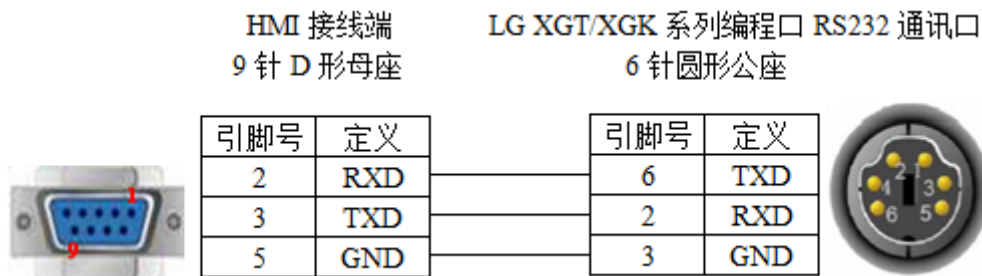 HMI 接线端 LG XGT/XGK 系列编程口 RS232 通讯口
9 针 D 形母座 6 针圆形公座
引脚号 定义 引脚号 定义
2 RXD 6 TXD
3 TXD 2 RXD
5 GND 3 GND
1
9
2 1
4 3
6 5